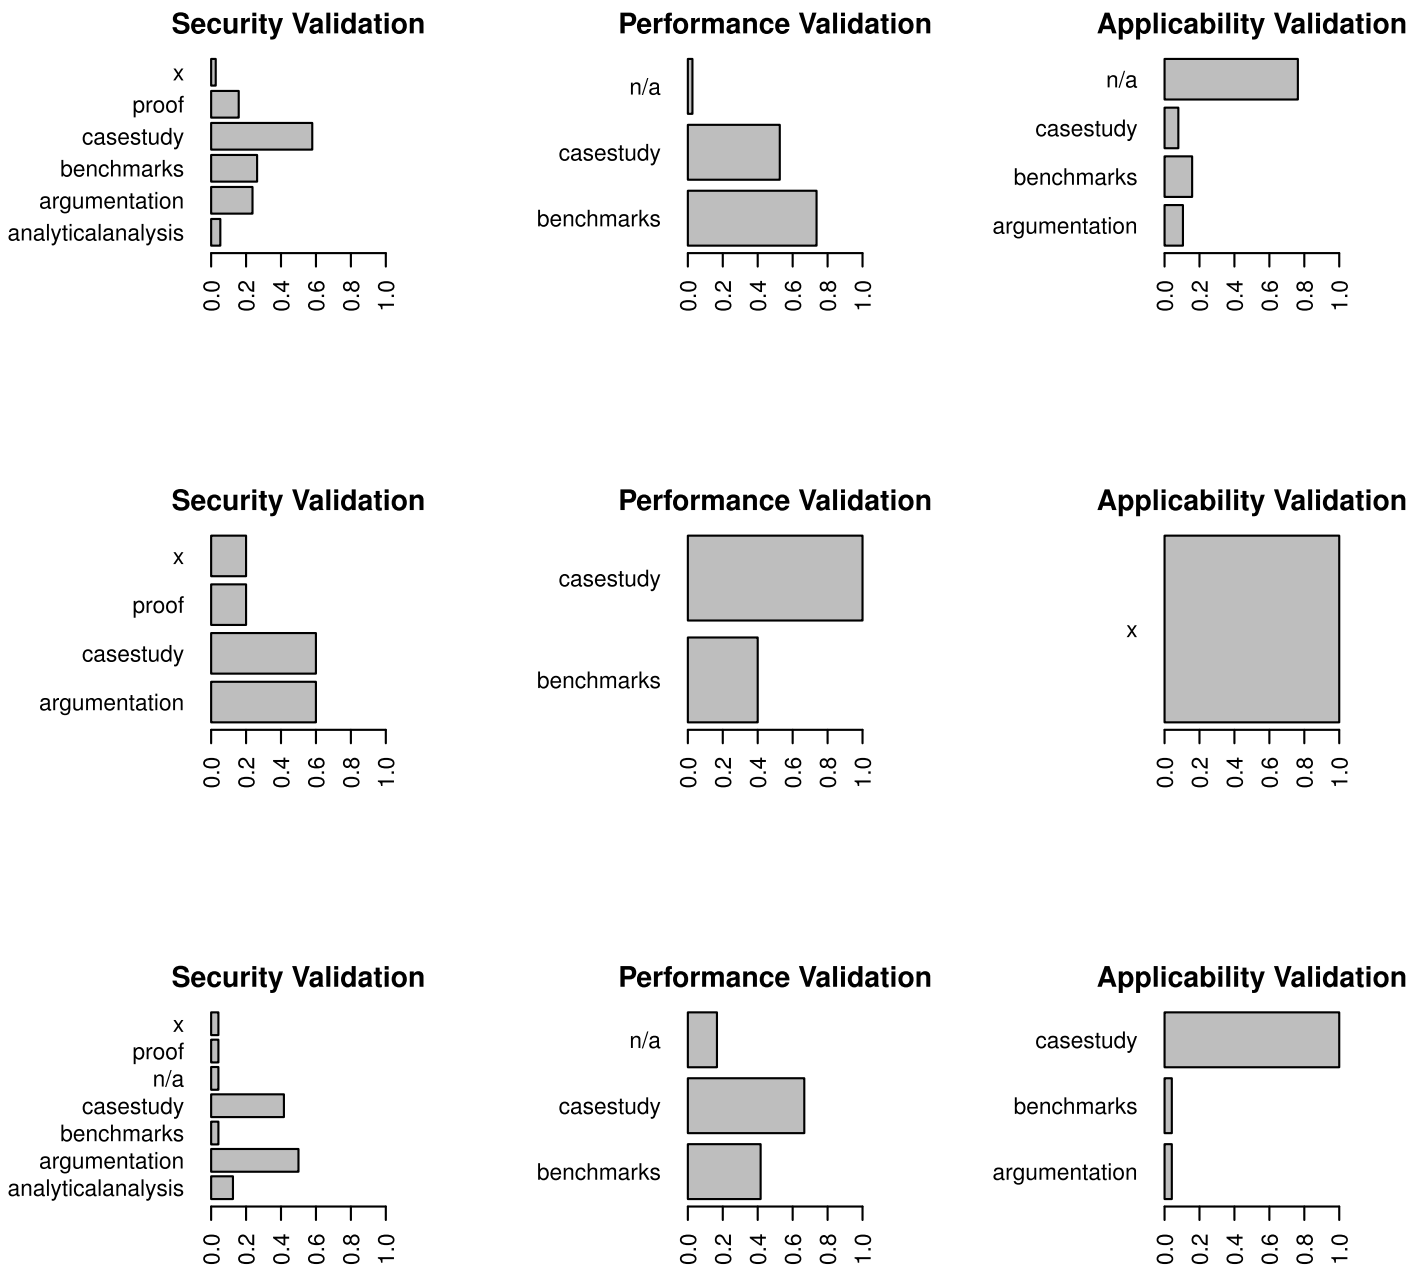 Security Validation
x
proof
casestudy
benchmarks
argumentation
analyticalanalysis
0.0 0.2 0.4 0.6 0.8 1.0
Performance Validation
n/a
casestudy
benchmarks
0.0 0.2 0.4 0.6 0.8 1.0
Applicability Validation
n/a
casestudy
benchmarks
argumentation
0.0 0.2 0.4 0.6 0.8 1.0
Security Validation
x
proof
casestudy
argumentation
0.0 0.2 0.4 0.6 0.8 1.0
Performance Validation
casestudy
benchmarks
0.0 0.2 0.4 0.6 0.8 1.0
Applicability Validation
x
0.0 0.2 0.4 0.6 0.8 1.0
Security Validation
x
proof
n/a
casestudy
benchmarks
argumentation
analyticalanalysis
0.0 0.2 0.4 0.6 0.8 1.0
Performance Validation
n/a
casestudy
benchmarks
0.0 0.2 0.4 0.6 0.8 1.0
Applicability Validation
casestudy
benchmarks
argumentation
0.0 0.2 0.4 0.6 0.8 1.0